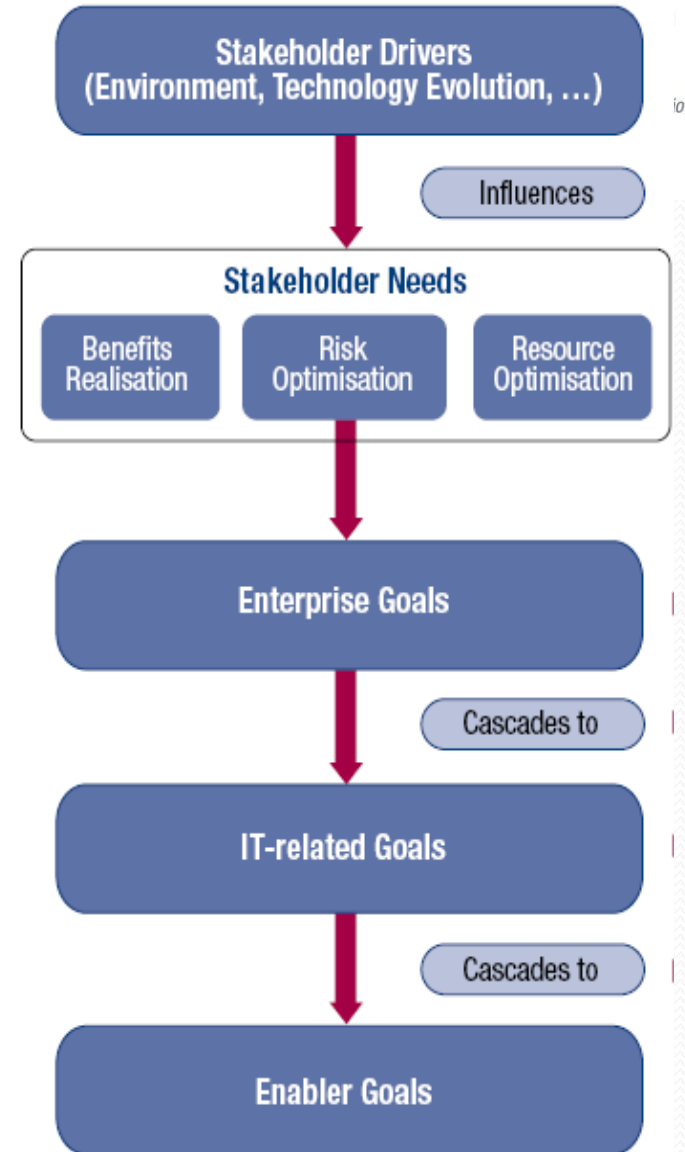 Stakeholder Drivers
(Environment, Technology Evolution, …)
Influences
Stakeholder Needs
Benefits
Realisation
Risk
Optimisation
Resource
Optimisation
Enterprise Goals
Cascades to
IT-related Goals
Cascades to
Enabler Goals